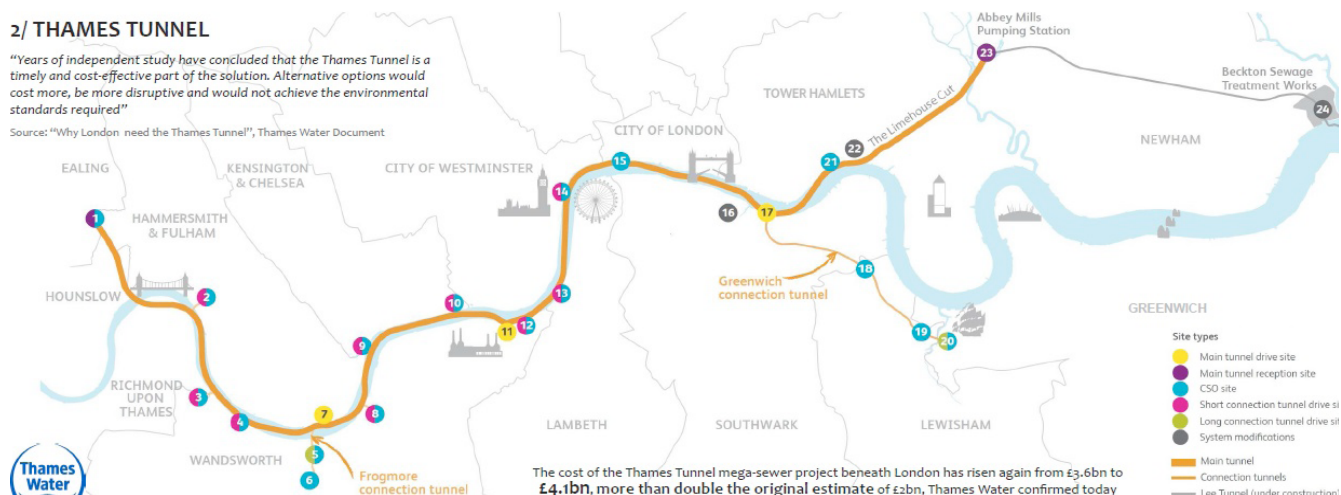 2/ THAMES TUNNEL
"Years of independent study have concluded that the Thames Tunnel is a
timely and cost-effective part of the solution. Alternative options would
cost more, be more disruptive and would not achieve the environmental
standards required"
Source: "Why London need the Thames Tunnel", Thames Water Document
Abbey Mills
Pumping Station
23
Beckton Sewage
Treatment Works
24
TOWER HAMLETS
The Limehouse Cut
NEWHAM
CITY OF LONDON
22
21
15
EALING
KENSINGTON
& CHELSEA
CITY OF WESTMINSTER
14
16
17
1
HAMMERSMITH
& FULHAM
HOUNSLOW
2
10
13
12
11
9
18
Greenwich
connection tunnel
19
20
GREENWICH
RICHMOND
UPON
THAMES
3
4
7
8
5
6
WANDSWORTH
LAMBETH
SOUTHWARK
LEWISHAM
Frogmore
connection tunnel
Thames
Water
Site types
Main tunnel drive site
Main tunnel reception site
CSO site
Short connection tunnel drive si
Long connection tunnel drive sit
System modifications
Main tunnel
Connection tunnels
Lee Tunnel (under construction
The cost of the Thames Tunnel mega-sewer project beneath London has risen again from £3.6bn to
£4.1bn, more than double the original estimate of £2bn, Thames Water confirmed today